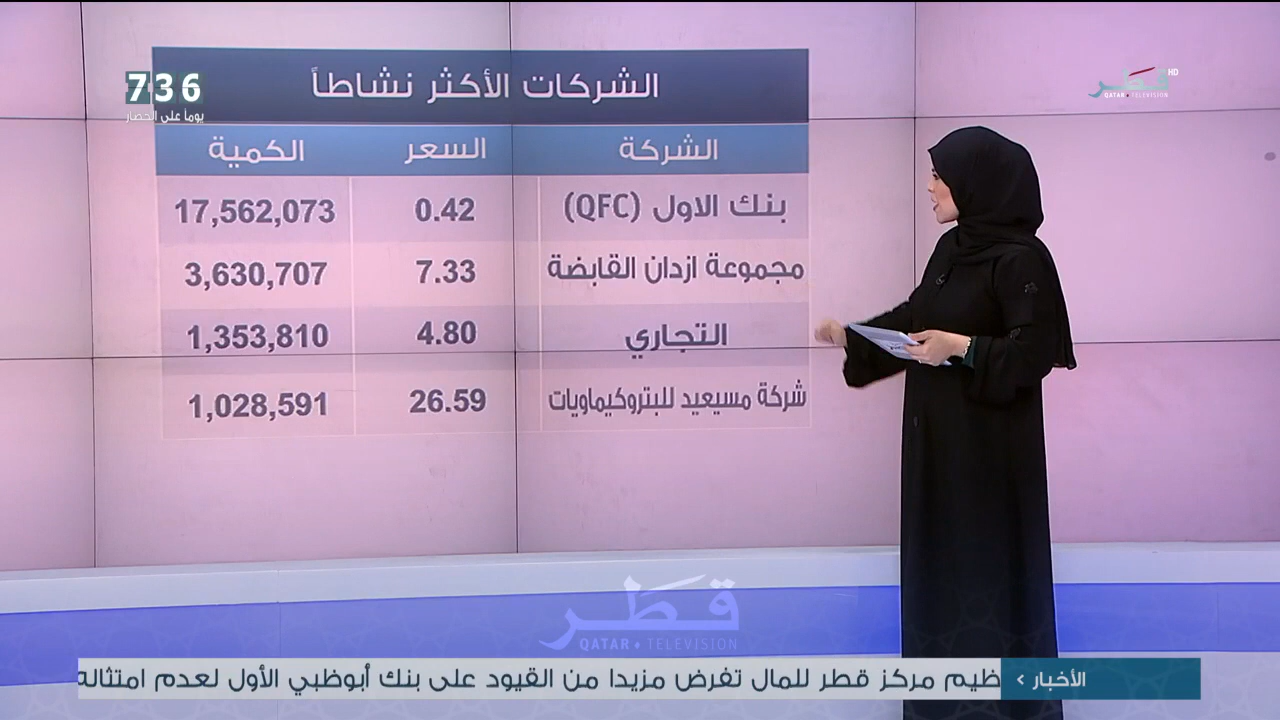 736
يوما على الحصار
قطر HD
QATAR TELEVISION
الشركات الأكثر نشاطاً
الشركة السعر الكمية
بنك الاول (QFC) 0.42 17,562,073
مجموعة ازدان القابضة 7.33 3,630,707
التجاري 4.80 1,353,810
شركة مسيعيد للبتروكيماويات 26.59 1,028,591
قطر
QATAR TELEVISION
الأخبار > ظيم مركز قطر للمال تفرض مزيدا من القيود على بنك أبوظبي الأول لعدم امتثاله